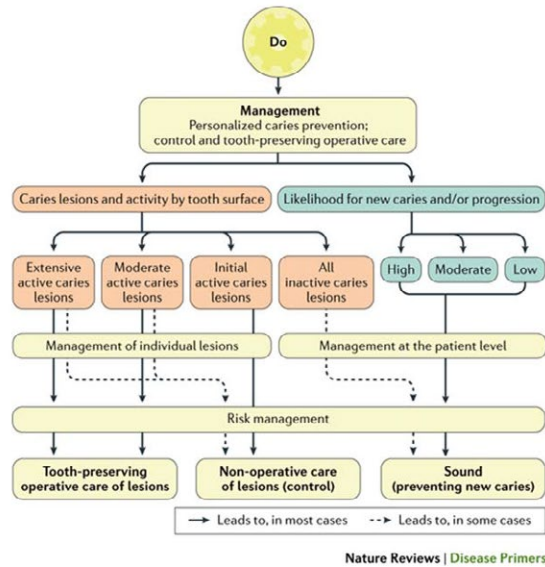 Do
Management
Personalized caries prevention;
control and tooth-preserving operative care
Caries lesions and activity by tooth surface
Likelihood for new caries and/or progression
Extensive
active caries
lesions
Moderate
active caries
lesions
Initial
active caries
lesions
All
inactive caries
lesions
High
Moderate
Low
Management of individual lesions
Management at the patient level
Risk management
Tooth-preserving
operative care of lesions
Non-operative care
of lesions (control)
Sound
(preventing new caries)
Leads to, in most cases
Leads to, in some cases
Nature Reviews | Disease Primers